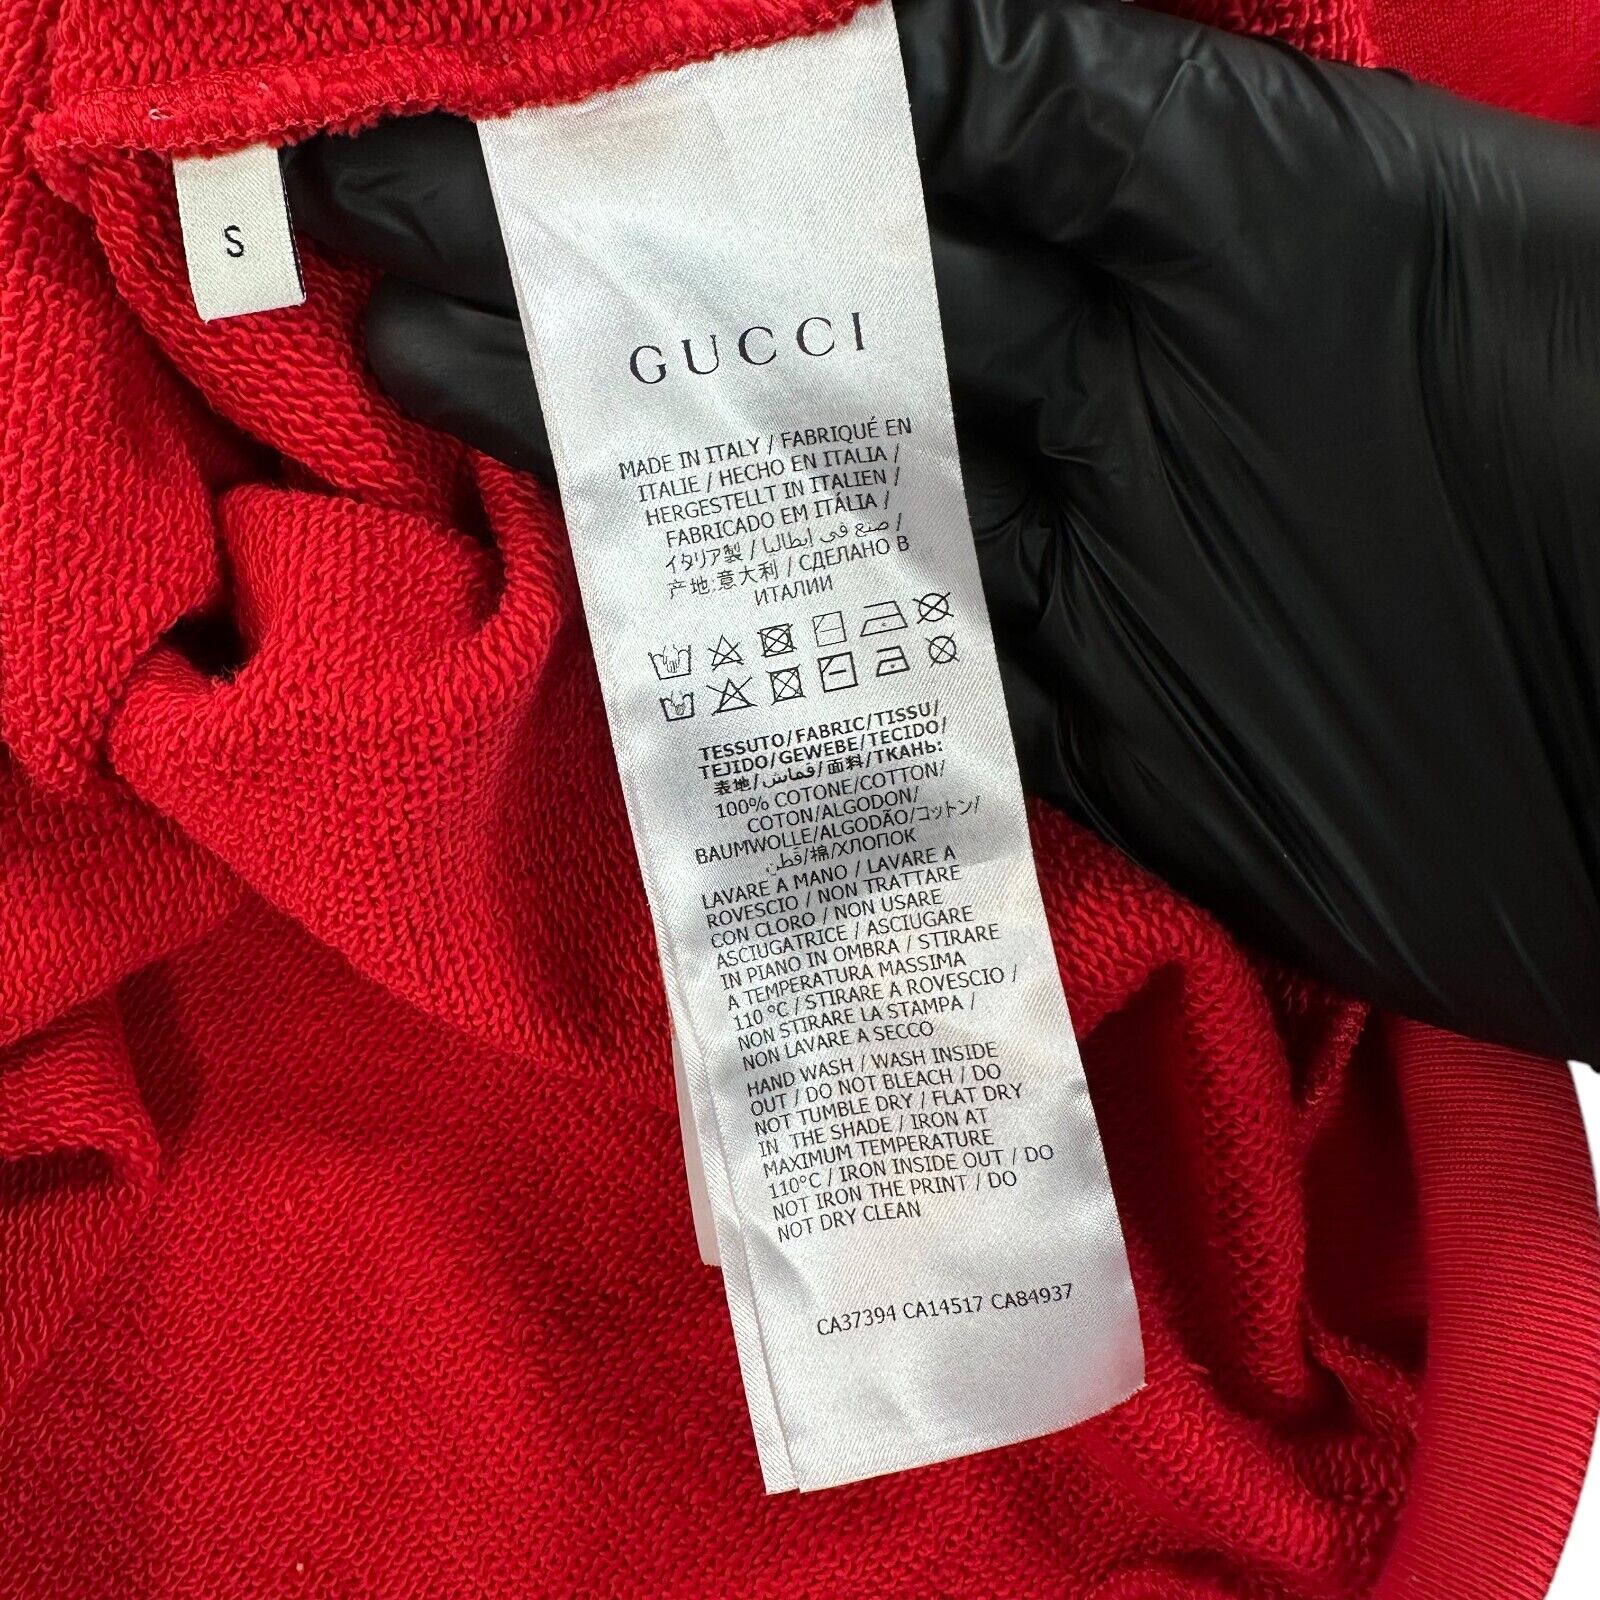 S
GUCCI
MADE IN ITALY / FABRIQUÉ EN
ITALIE / HECHO EN ITALIA /
HERGESTELLT IN ITALIEN /
FABRICADO EM ITÁLIA /
イタリア製 / صنع في إيطاليا /
产地:意大利 / СДЕЛАНО В
ИТАЛИИ
TESSUTO/FABRIC/TISSU/
TEJIDO/GEWEBE/TECIDO/
表地/قماش/面料/ТКАНЬ:
100% COTONE/COTTON/
COTON/ALGODON/
BAUMWOLLE/ALGODÃO/コットン/
قطن/棉/ХЛОПОК
LAVARE A MANO / LAVARE A
ROVESCIO / NON TRATTARE
CON CLORO / NON USARE
ASCIUGATRICE / ASCIUGARE
IN PIANO IN OMBRA / STIRARE
A TEMPERATURA MASSIMA
110 °C / STIRARE A ROVESCIO /
NON STIRARE LA STAMPA /
NON LAVARE A SECCO
HAND WASH / WASH INSIDE
OUT / DO NOT BLEACH / DO
NOT TUMBLE DRY / FLAT DRY
IN THE SHADE / IRON AT
MAXIMUM TEMPERATURE
110°C / IRON INSIDE OUT / DO
NOT IRON THE PRINT / DO
NOT DRY CLEAN
CA37394 CA14517 CA84937